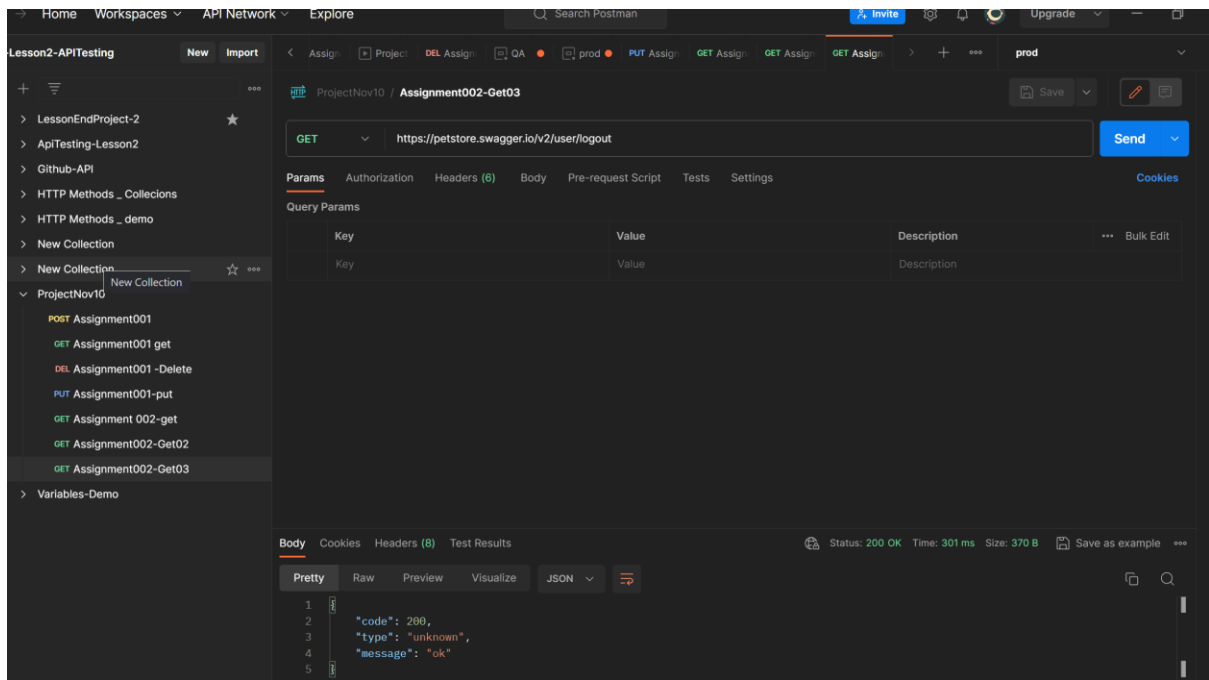 Home Workspaces API Network Explore Search Postman Invite Upgrade
-Lesson2-APITesting New Import Assign Project DEL Assign QA prod PUT Assign GET Assign GET Assign GET Assign prod
ProjectNov10 / Assignment002-Get03 Save
LessonEndProject-2
ApiTesting-Lesson2
GET https://petstore.swagger.io/v2/user/logout Send
Github-API
Params Authorization Headers (6) Body Pre-request Script Tests Settings Cookies
HTTP Methods _ Collecions
Query Params
HTTP Methods _ demo
Key Value Description Bulk Edit
New Collection
Key Value Description
New Collection
New Collection
ProjectNov10
POST Assignment001
GET Assignment001 get
DEL Assignment001 -Delete
PUT Assignment001-put
GET Assignment 002-get
GET Assignment002-Get02
GET Assignment002-Get03
Variables-Demo
Body Cookies Headers (8) Test Results Status: 200 OK Time: 301 ms Size: 370 B Save as example
Pretty Raw Preview Visualize JSON
1 {
2 "code": 200,
3 "type": "unknown",
4 "message": "ok"
5 }